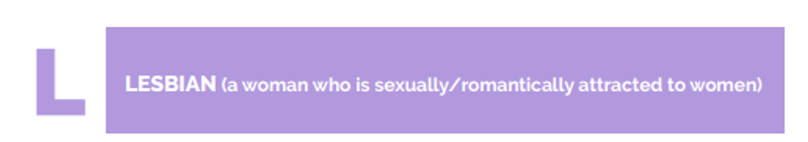 L
LESBIAN (a woman who is sexually/romantically attracted to women)